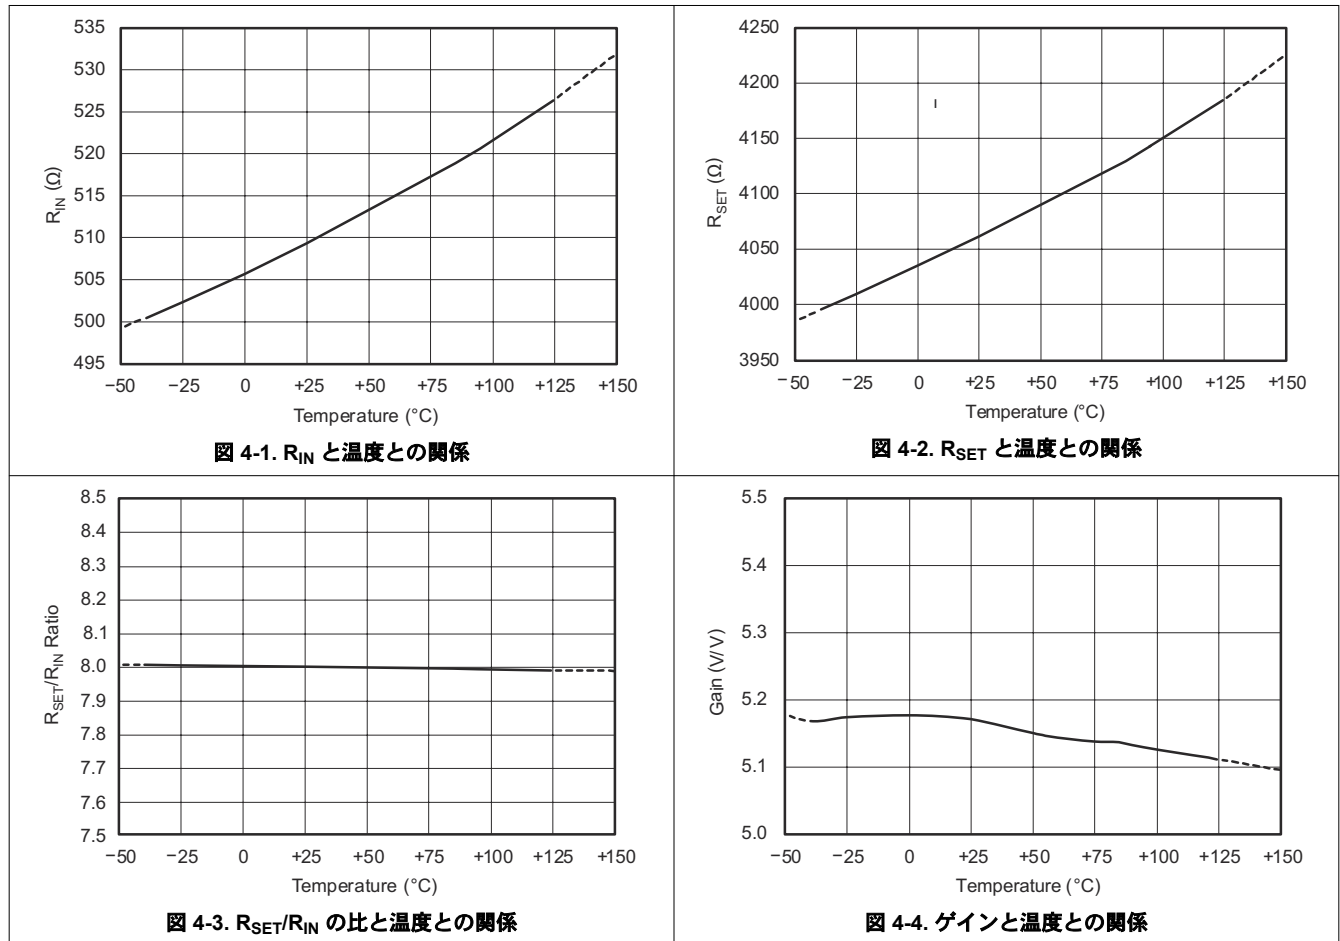 535
530
525
520
515
510
505
500
495
R_IN (Ω)
−50 −25 0 +25 +50 +75 +100 +125 +150
Temperature (°C)
図 4-1. R_IN と温度との関係
4250
4200
4150
4100
4050
4000
3950
R_SET (Ω)
−50 −25 0 +25 +50 +75 +100 +125 +150
Temperature (°C)
図 4-2. R_SET と温度との関係
8.5
8.4
8.3
8.2
8.1
8.0
7.9
7.8
7.7
7.6
7.5
R_SET/R_IN Ratio
−50 −25 0 +25 +50 +75 +100 +125 +150
Temperature (°C)
図 4-3. R_SET/R_IN の比と温度との関係
5.5
5.4
5.3
5.2
5.1
5.0
Gain (V/V)
−50 −25 0 +25 +50 +75 +100 +125 +150
Temperature (°C)
図 4-4. ゲインと温度との関係